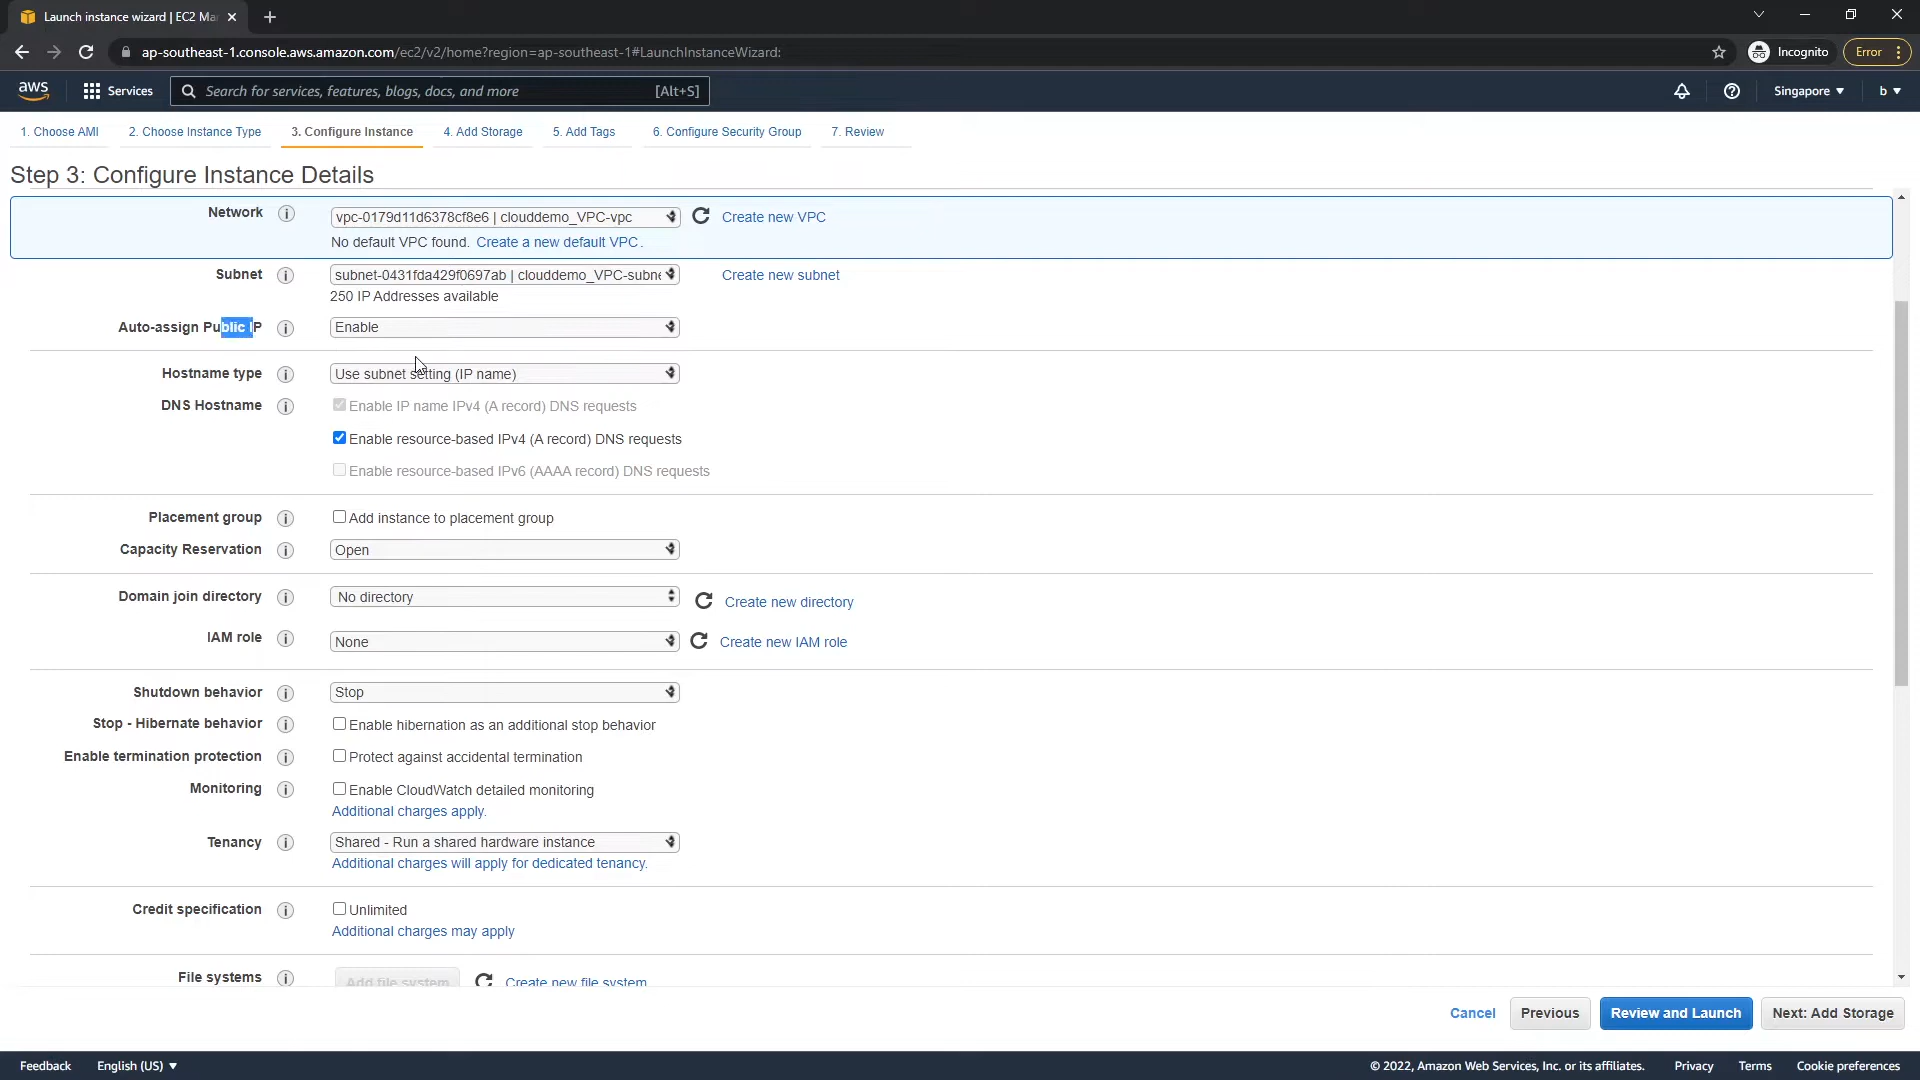 Launch instance wizard | EC2 Ma
ap-southeast-1.console.aws.amazon.com/ec2/v2/home?region=ap-southeast-1#LaunchInstanceWizard:
Incognito
Error
aws
Services
Search for services, features, blogs, docs, and more
[Alt+S]
Singapore
b
1. Choose AMI
2. Choose Instance Type
3. Configure Instance
4. Add Storage
5. Add Tags
6. Configure Security Group
7. Review
Step 3: Configure Instance Details
Network
vpc-0179d11d6378cf8e6 | clouddemo_VPC-vpc
Create new VPC
No default VPC found. Create a new default VPC.
Subnet
subnet-0431fda429f0697ab | clouddemo_VPC-subne
Create new subnet
250 IP Addresses available
Auto-assign Public IP
Enable
Hostname type
Use subnet setting (IP name)
DNS Hostname
Enable IP name IPv4 (A record) DNS requests
Enable resource-based IPv4 (A record) DNS requests
Enable resource-based IPv6 (AAAA record) DNS requests
Placement group
Add instance to placement group
Capacity Reservation
Open
Domain join directory
No directory
Create new directory
IAM role
None
Create new IAM role
Shutdown behavior
Stop
Stop - Hibernate behavior
Enable hibernation as an additional stop behavior
Enable termination protection
Protect against accidental termination
Monitoring
Enable CloudWatch detailed monitoring
Additional charges apply.
Tenancy
Shared - Run a shared hardware instance
Additional charges will apply for dedicated tenancy.
Credit specification
Unlimited
Additional charges may apply
File systems
Add file system
Create new file system
Cancel
Previous
Review and Launch
Next: Add Storage
Feedback
English (US)
© 2022, Amazon Web Services, Inc. or its affiliates.
Privacy
Terms
Cookie preferences